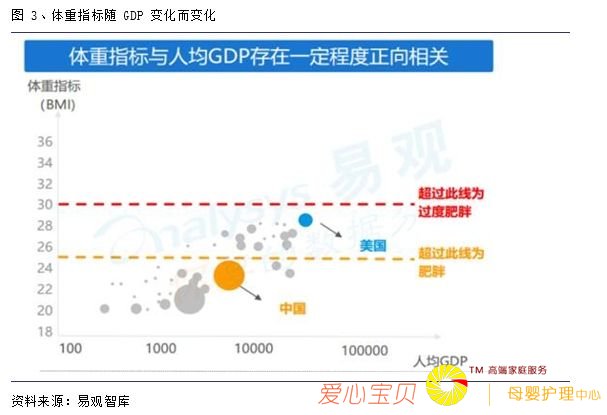 图 3、体重指标随 GDP 变化而变化
体重指标与人均GDP存在一定程度正向相关
体重指标
(BMI)
36
34
32
30
28
26
24
22
20
18
超过此线为
过度肥胖
美国
超过此线为
肥胖
中国
易观
nalysys
100
1000
10000
100000
人均GDP
TM 高端家庭服务
爱心宝贝
母婴护理中心
资料来源：易观智库